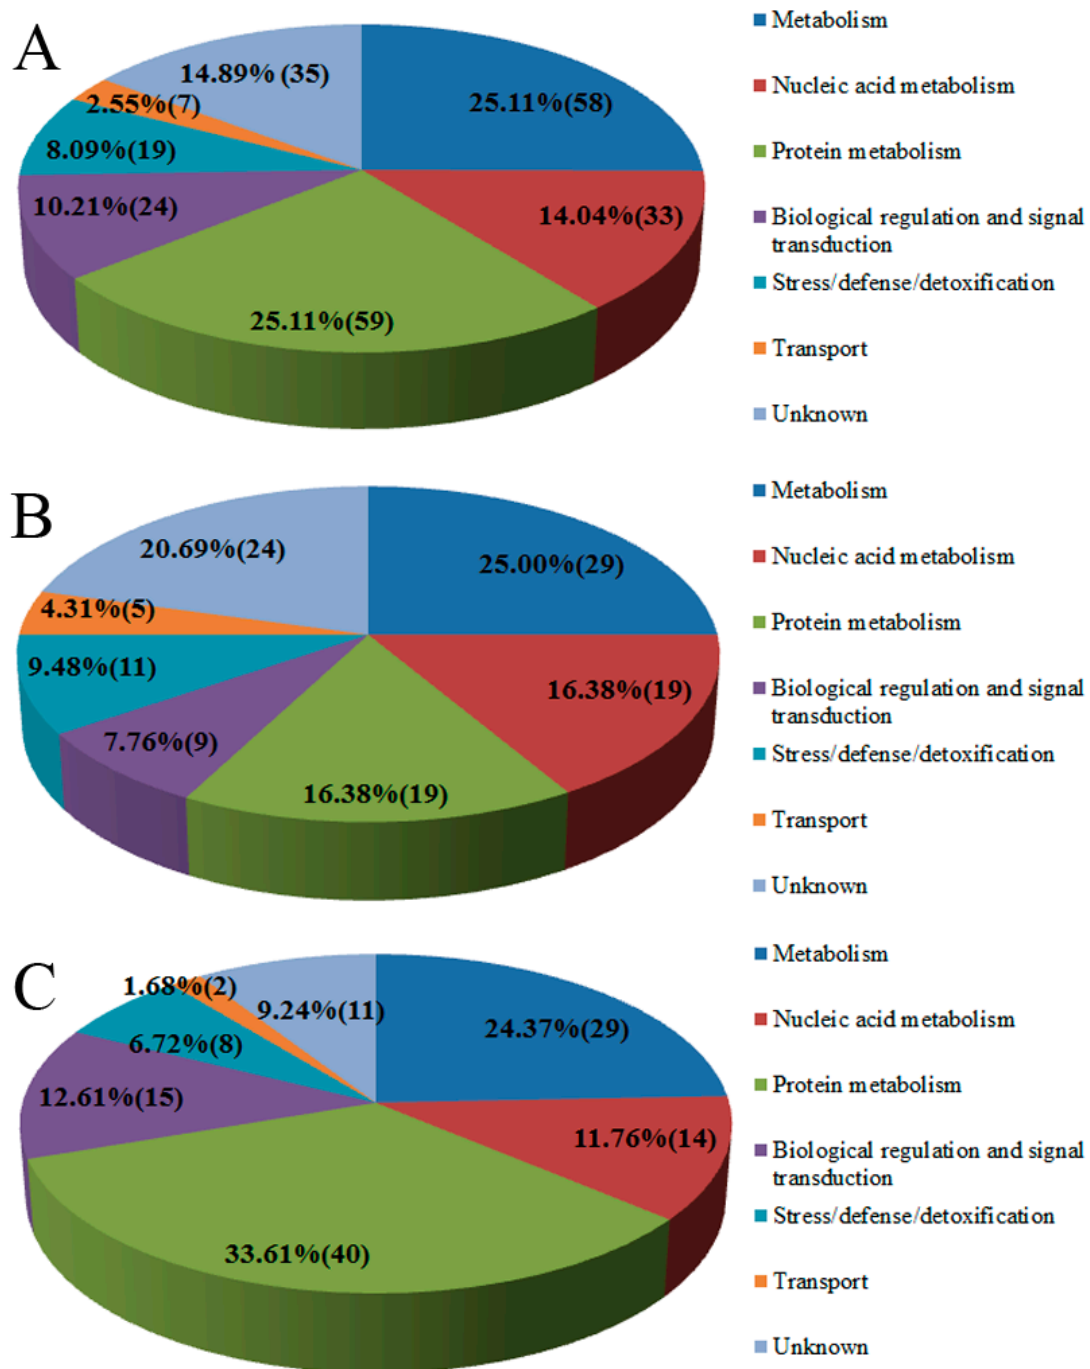 A
14.89%(35)
25.11%(58)
2.55%(7)
8.09%(19)
10.21%(24)
14.04%(33)
25.11%(59)
Metabolism
Nucleic acid metabolism
Protein metabolism
Biological regulation and signal
transduction
Stress/defense/detoxification
Transport
Unknown
B
20.69%(24)
25.00%(29)
4.31%(5)
9.48%(11)
16.38%(19)
7.76%(9)
16.38%(19)
Metabolism
Nucleic acid metabolism
Protein metabolism
Biological regulation and signal
transduction
Stress/defense/detoxification
Transport
Unknown
C
1.68%(2)
9.24%(11)
24.37%(29)
6.72%(8)
12.61%(15)
11.76%(14)
33.61%(40)
Metabolism
Nucleic acid metabolism
Protein metabolism
Biological regulation and signal
transduction
Stress/defense/detoxification
Transport
Unknown